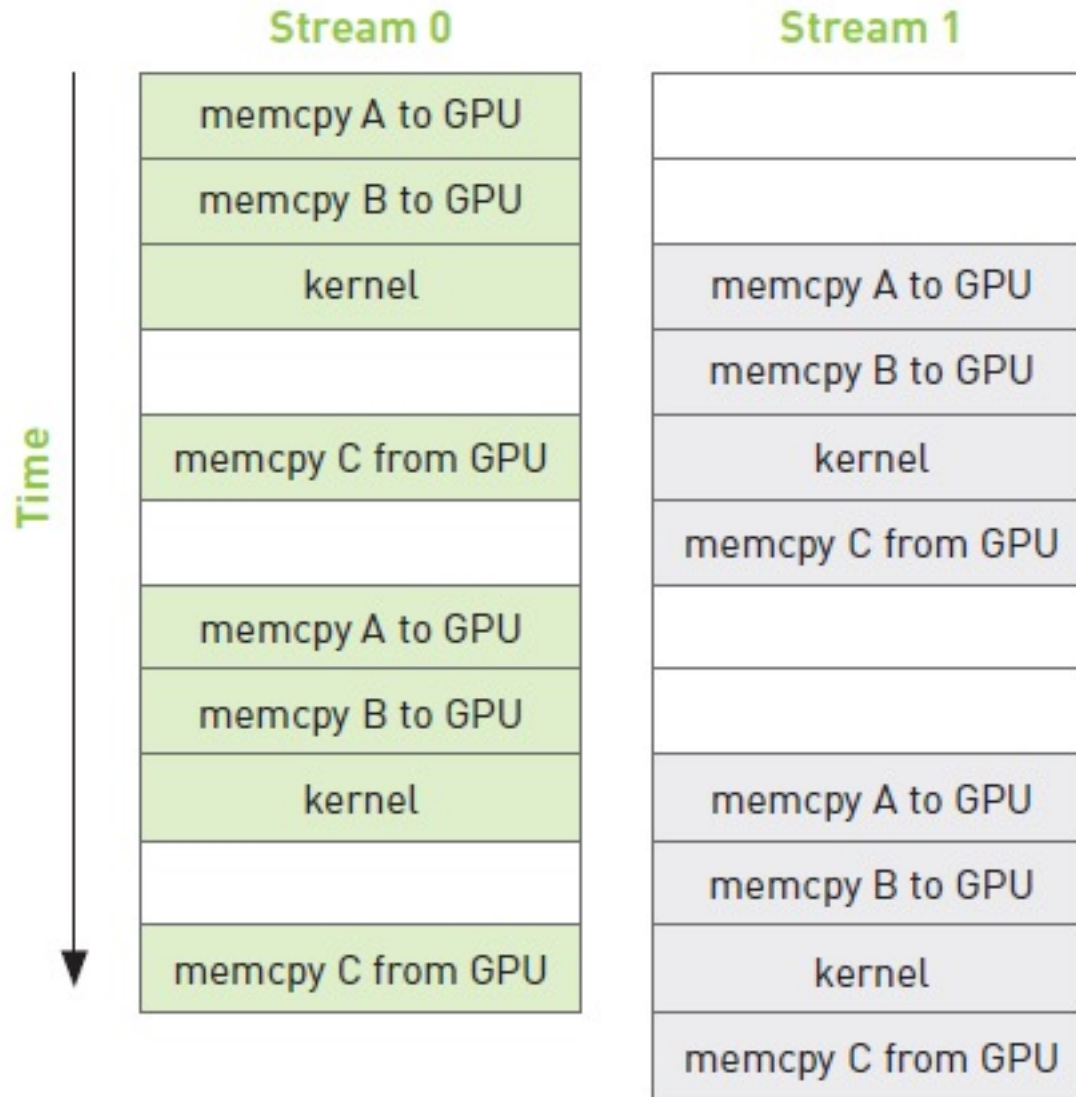 Stream 0
Stream 1
Time
memcpy A to GPU
memcpy B to GPU
kernel
memcpy C from GPU
memcpy A to GPU
memcpy B to GPU
kernel
memcpy C from GPU
memcpy A to GPU
memcpy B to GPU
kernel
memcpy C from GPU
memcpy A to GPU
memcpy B to GPU
kernel
memcpy C from GPU